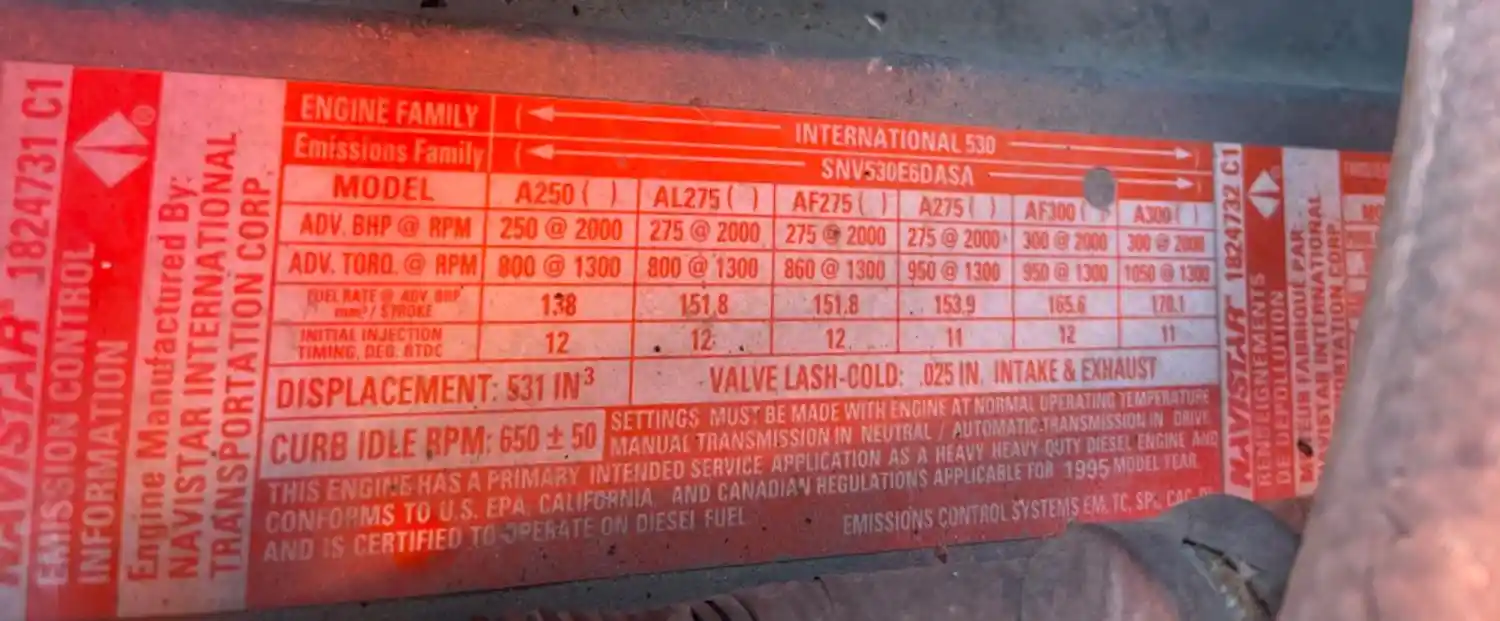 NAVISTAR 1824731 C1
EMISSION CONTROL
INFORMATION
®
Engine Manufactured By:
NAVISTAR INTERNATIONAL
TRANSPORTATION CORP.
ENGINE FAMILY ( INTERNATIONAL 530 )
Emissions Family ( SNV530E6DASA )
MODEL A250 ( ) AL275 ( ) AF275 ( ) A275 ( ) AF300 ( ) A300 ( )
ADV. BHP @ RPM 250 @ 2000 275 @ 2000 275 @ 2000 275 @ 2000 300 @ 2000 300 @ 2000
ADV. TORQ. @ RPM 800 @ 1300 800 @ 1300 860 @ 1300 950 @ 1300 950 @ 1300 1050 @ 1300
FUEL RATE @ ADV. BHP
mm³/ STROKE 138 151.8 151.8 153.9 165.6 170.1
INITIAL INJECTION
TIMING, DEG. BTDC 12 12 12 11 12 11
DISPLACEMENT: 531 IN³ VALVE LASH-COLD: .025 IN. INTAKE & EXHAUST
CURB IDLE RPM: 650 ± 50
SETTINGS MUST BE MADE WITH ENGINE AT NORMAL OPERATING TEMPERATURE
MANUAL TRANSMISSION IN NEUTRAL / AUTOMATIC TRANSMISSION IN DRIVE
THIS ENGINE HAS A PRIMARY INTENDED SERVICE APPLICATION AS A HEAVY HEAVY DUTY DIESEL ENGINE AND
CONFORMS TO U.S. EPA, CALIFORNIA, AND CANADIAN REGULATIONS APPLICABLE FOR 1995 MODEL YEAR
AND IS CERTIFIED TO OPERATE ON DIESEL FUEL
EMISSIONS CONTROL SYSTEMS EM, TC, SPL, CAC,
NAVISTAR 1824732 C1
RENSEIGNEMENTS
DE DEPOLUTION
MOTEUR FABRIQUE PAR
NAVISTAR INTERNATIONAL
TRANSPORTATION CORP.